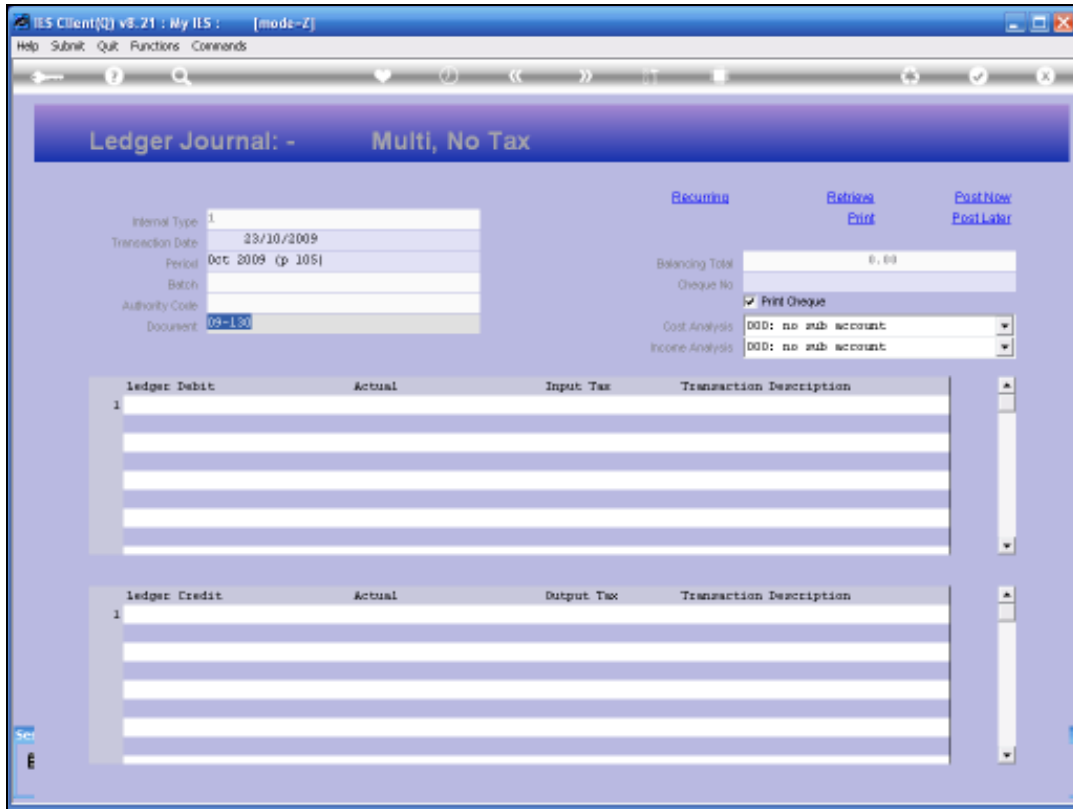 IES Client(Q) v8.21 : My IES : [mode-Z]
Help Submit Quit Functions Commands
Ledger Journal: - Multi, No Tax
Recurring Retrieve Post Now
Print Post Later
Internal Type 1
Transaction Date 23/10/2009
Period Oct 2009 (p 105)
Batch
Authority Code
Document 09-130
Balancing Total 0.00
Cheque No
Print Cheque
Cost Analysis 000: no sub account
Income Analysis 000: no sub account
Ledger Debit Actual Input Tax Transaction Description
1
Ledger Credit Actual Output Tax Transaction Description
1